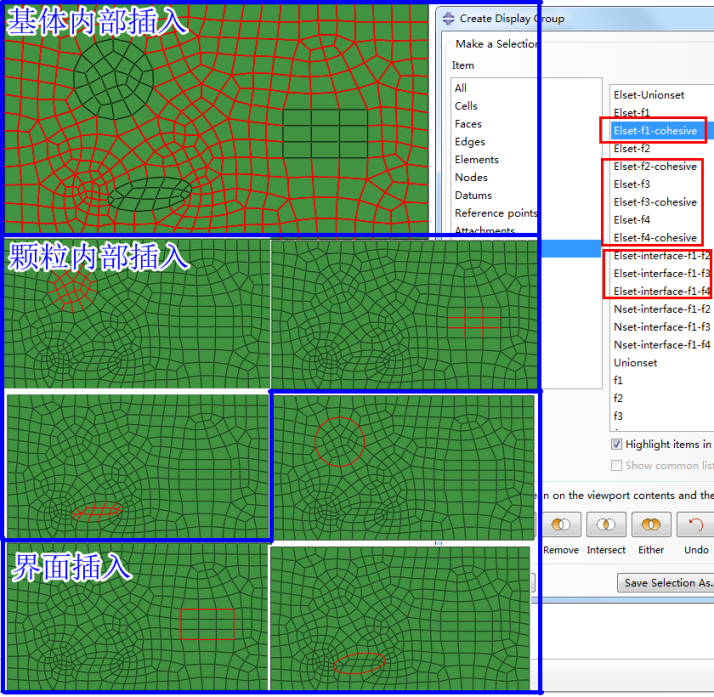 基体内部插入
Create Display Group
Make a Selection
Item
All
Cells
Faces
Edges
Elements
Nodes
Datums
Reference points
Attachments
Elset-Unionset
Elset-f1
Elset-f1-cohesive
Elset-f2
Elset-f2-cohesive
Elset-f3
Elset-f3-cohesive
Elset-f4
Elset-f4-cohesive
Elset-interface-f1-f2
Elset-interface-f1-f3
Elset-interface-f1-f4
Nset-interface-f1-f2
Nset-interface-f1-f3
Nset-interface-f1-f4
Unionset
f1
f2
f3
颗粒内部插入
Highlight items in
Show common list
n on the viewport contents and the
Remove Intersect Either Undo
Save Selection As..
界面插入